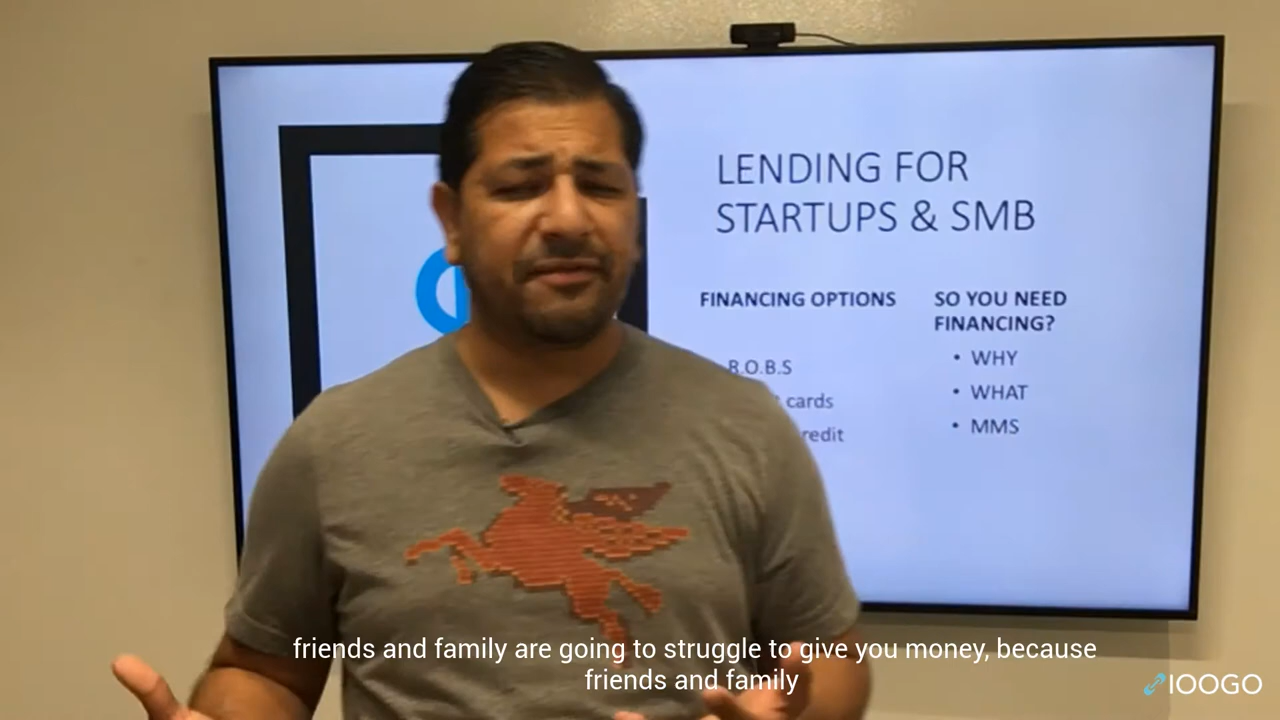 LENDING FOR
STARTUPS & SMB
FINANCING OPTIONS
R.O.B.S
cards
SO YOU NEED
FINANCING?
• WHY
• WHAT
• MMS
friends and family are going to struggle to give you money, because
friends and family
IOOGO